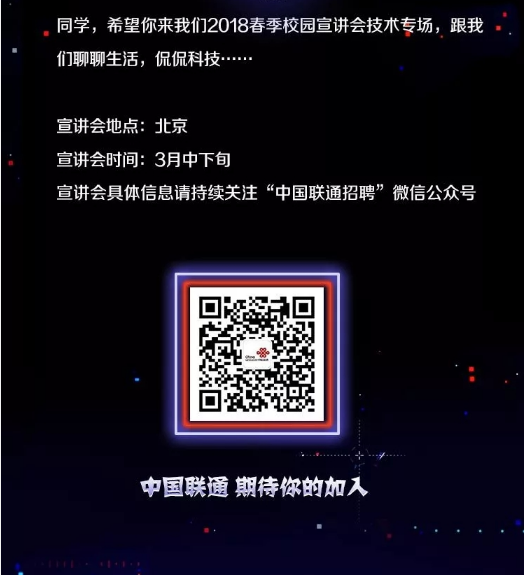 同学，希望你来我们2018春季校园宣讲会技术专场，跟我
们聊聊生活，侃侃科技……
宣讲会地点：北京
宣讲会时间：3月中下旬
宣讲会具体信息请持续关注“中国联通招聘”微信公众号
中国联通 期待你的加入